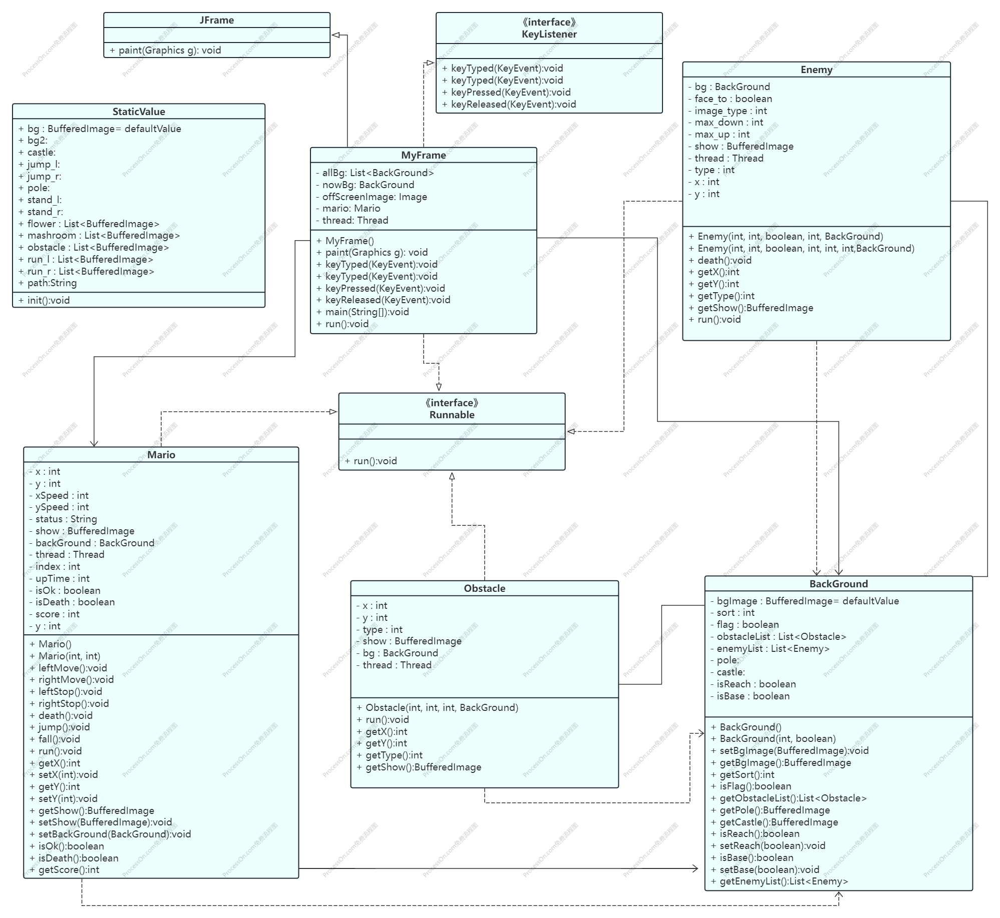 JFrame
+ paint(Graphics g): void
《interface》
KeyListener
+ keyTyped(KeyEvent):void
+ keyTyped(KeyEvent):void
+ keyPressed(KeyEvent):void
+ keyReleased(KeyEvent):void
Enemy
- bg : BackGround
- face_to : boolean
- image_type : int
- max_down : int
- max_up : int
- show : BufferedImage
- thread : Thread
- type : int
- x : int
- y : int
+ Enemy(int, int, boolean, int, BackGround)
+ Enemy(int, int, boolean, int, int, int,BackGround)
+ death():void
+ getX():int
+ getY():int
+ getType():int
+ getShow():BufferedImage
+ run():void
StaticValue
+ bg : BufferedImage= defaultValue
+ bg2:
+ castle:
+ jump_l:
+ jump_r:
+ pole:
+ stand_l:
+ stand_r:
+ flower : List<BufferedImage>
+ mashroom : List<BufferedImage>
+ obstacle : List<BufferedImage>
+ run_l : List<BufferedImage>
+ run_r : List<BufferedImage>
+ path:String
+ init():void
MyFrame
- allBg: List<BackGround>
- nowBg: BackGround
- offScreenImage: Image
- mario: Mario
- thread: Thread
+ MyFrame()
+ paint(Graphics g): void
+ keyTyped(KeyEvent):void
+ keyTyped(KeyEvent):void
+ keyPressed(KeyEvent):void
+ keyReleased(KeyEvent):void
+ main(String[]):void
+ run():void
《interface》
Runnable
+ run():void
Mario
- x : int
- y : int
- xSpeed : int
- ySpeed : int
- status : String
- show : BufferedImage
- backGround : BackGround
- thread : Thread
- index : int
- upTime : int
- isOk : boolean
- isDeath : boolean
- score : int
- y : int
+ Mario()
+ Mario(int, int)
+ leftMove():void
+ rightMove():void
+ leftStop():void
+ rightStop():void
+ death():void
+ jump():void
+ fall():void
+ run():void
+ getX():int
+ setX(int):void
+ getY():int
+ setY(int):void
+ getShow():BufferedImage
+ setShow(BufferedImage):void
+ setBackGround(BackGround):void
+ isOk():boolean
+ isDeath():boolean
+ getScore():int
Obstacle
- x : int
- y : int
- type : int
- show : BufferedImage
- bg : BackGround
- thread : Thread
+ Obstacle(int, int, int, BackGround)
+ run():void
+ getX():int
+ getY():int
+ getType():int
+ getShow():BufferedImage
BackGround
- bgImage : BufferedImage= defaultValue
- sort : int
- flag : boolean
- obstacleList : List<Obstacle>
- enemyList : List<Enemy>
- pole:
- castle:
- isReach : boolean
- isBase : boolean
+ BackGround()
+ BackGround(int, boolean)
+ setBgImage(BufferedImage):void
+ getBgImage():BufferedImage
+ getSort():int
+ isFlag():boolean
+ getObstacleList():List<Obstacle>
+ getPole():BufferedImage
+ getCastle():BufferedImage
+ isReach():boolean
+ setReach(boolean):void
+ isBase():boolean
+ setBase(boolean):void
+ getEnemyList():List<Enemy>
ProcessOn.com免费流程图